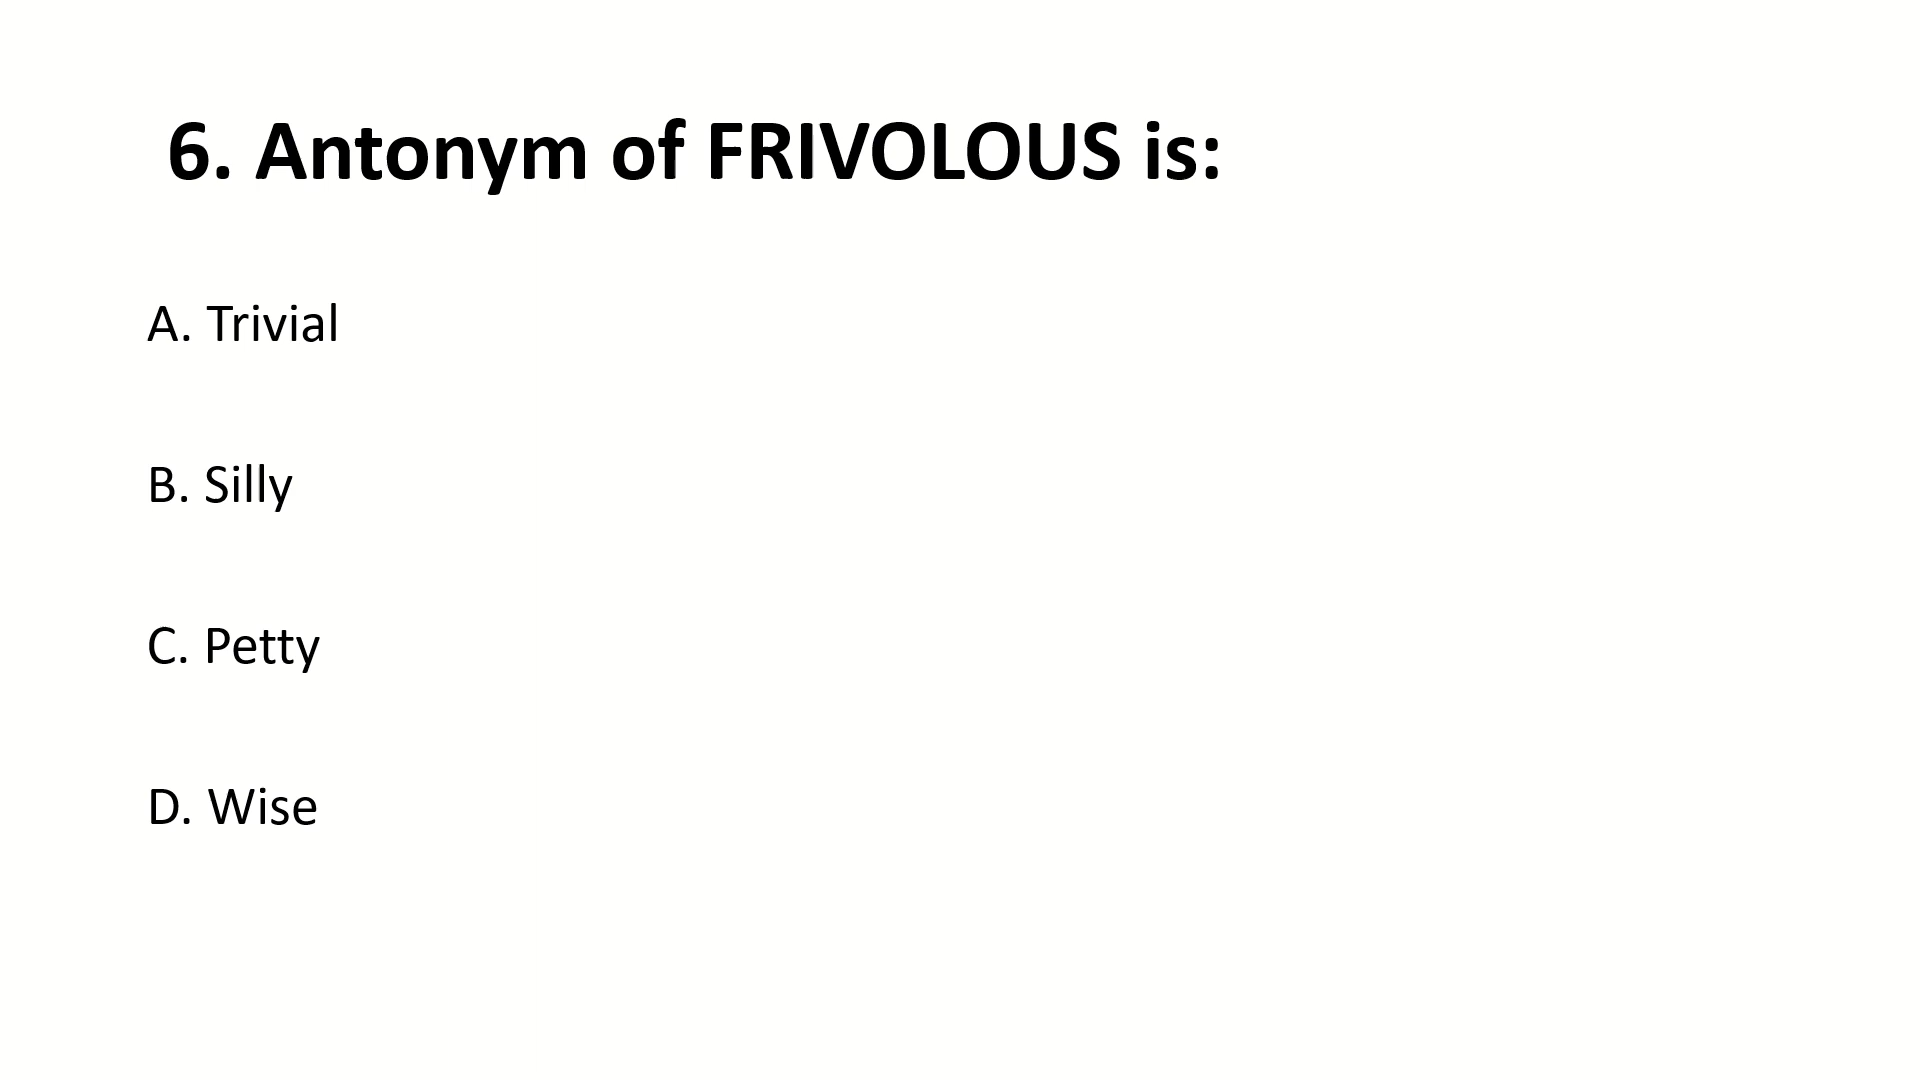 6. Antonym of FRIVOLOUS is:
A. Trivial
B. Silly
C. Petty
D. Wise